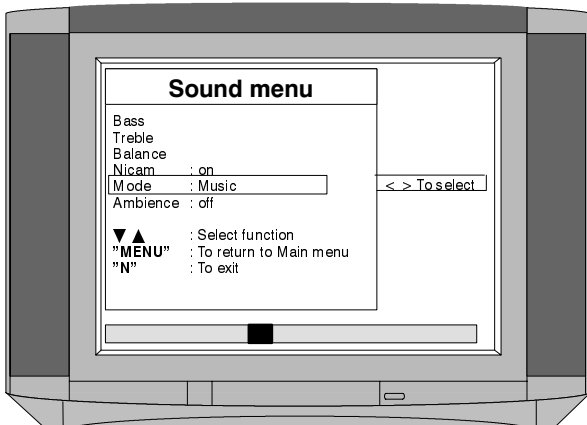 Sound menu
Bass
Treble
Balance
Nicam : on
Mode : Music
< > To select
Ambience : off
▼ ▲ : Select function
”MENU” : To return to Main menu
”N” : To exit